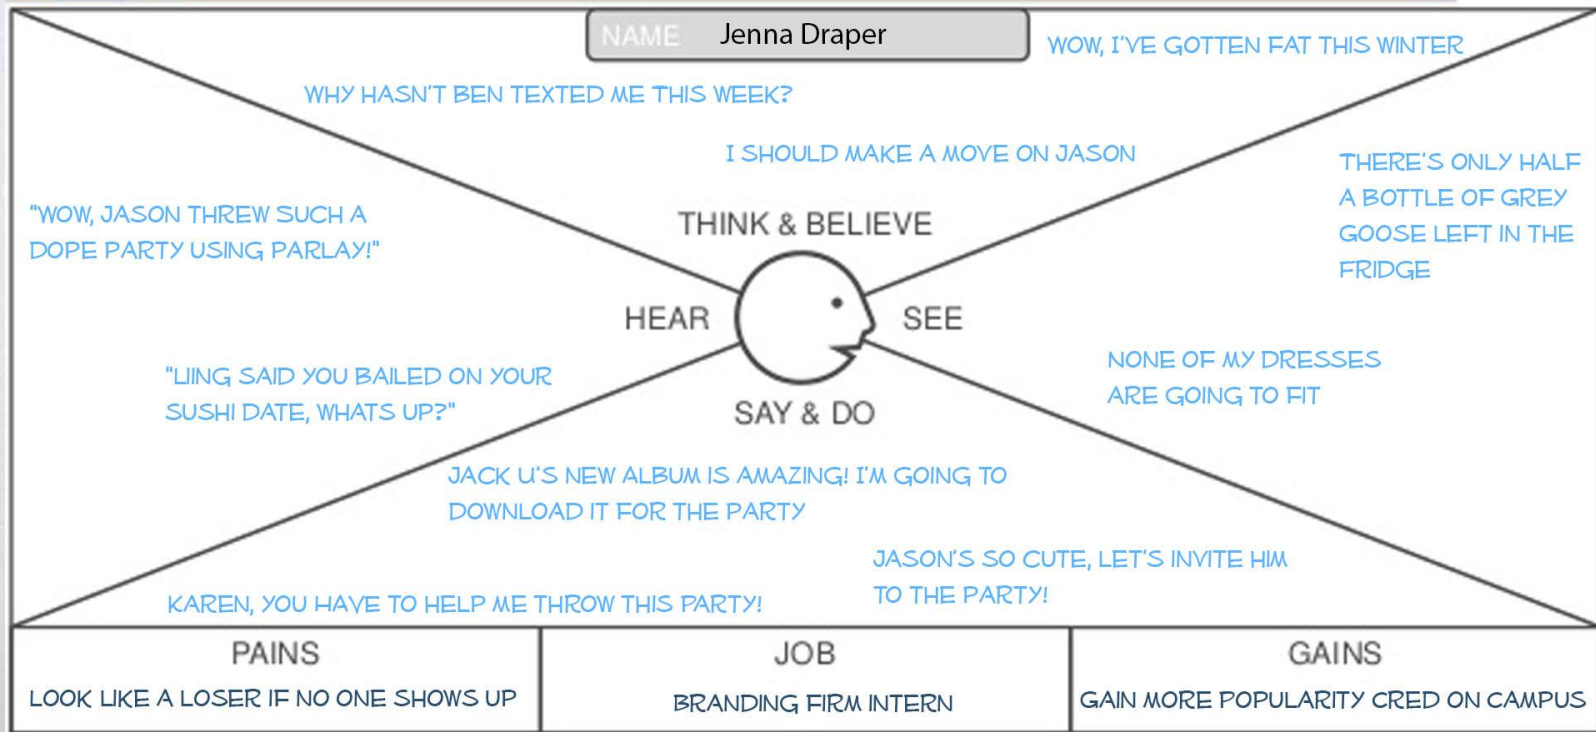 NAME Jenna Draper
WOW, I'VE GOTTEN FAT THIS WINTER
WHY HASN'T BEN TEXTED ME THIS WEEK?
I SHOULD MAKE A MOVE ON JASON
THINK & BELIEVE
"WOW, JASON THREW SUCH A
DOPE PARTY USING PARLAY!"
HEAR
"LIING SAID YOU BAILED ON YOUR
SUSHI DATE, WHATS UP?"
THERE'S ONLY HALF
A BOTTLE OF GREY
GOOSE LEFT IN THE
FRIDGE
SEE
NONE OF MY DRESSES
ARE GOING TO FIT
SAY & DO
JACK U'S NEW ALBUM IS AMAZING! I'M GOING TO
DOWNLOAD IT FOR THE PARTY
JASON'S SO CUTE, LET'S INVITE HIM
TO THE PARTY!
KAREN, YOU HAVE TO HELP ME THROW THIS PARTY!
PAINS
LOOK LIKE A LOSER IF NO ONE SHOWS UP
JOB
BRANDING FIRM INTERN
GAINS
GAIN MORE POPULARITY CRED ON CAMPUS